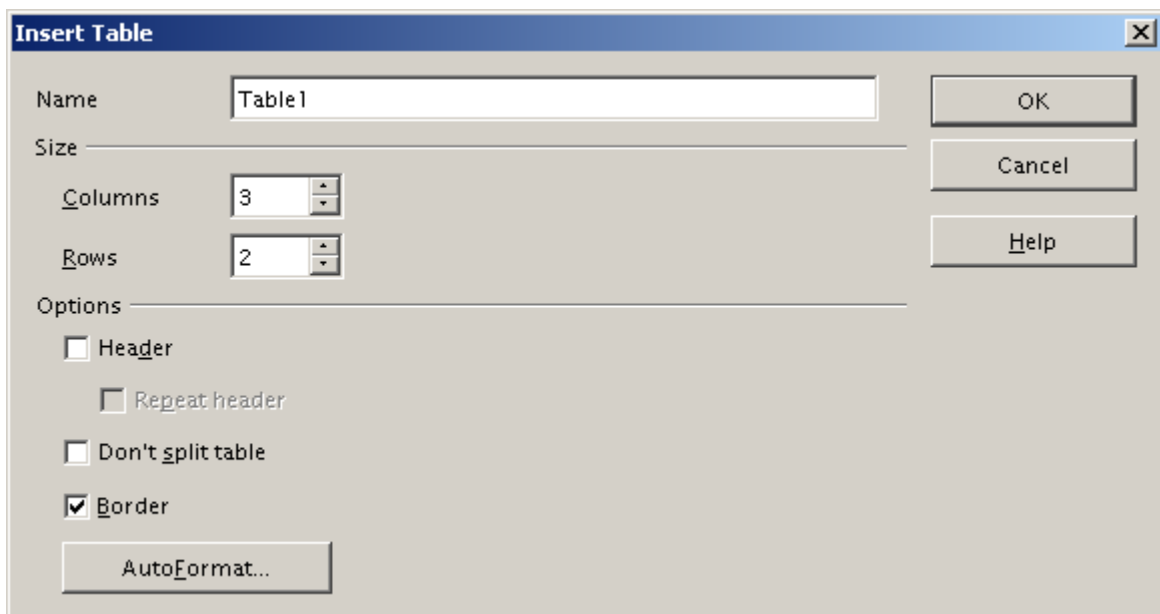 Insert Table
Name Table1 OK
Size Cancel
Columns 3
Rows 2 Help
Options
Header
Repeat header
Don't split table
Border
AutoFormat...